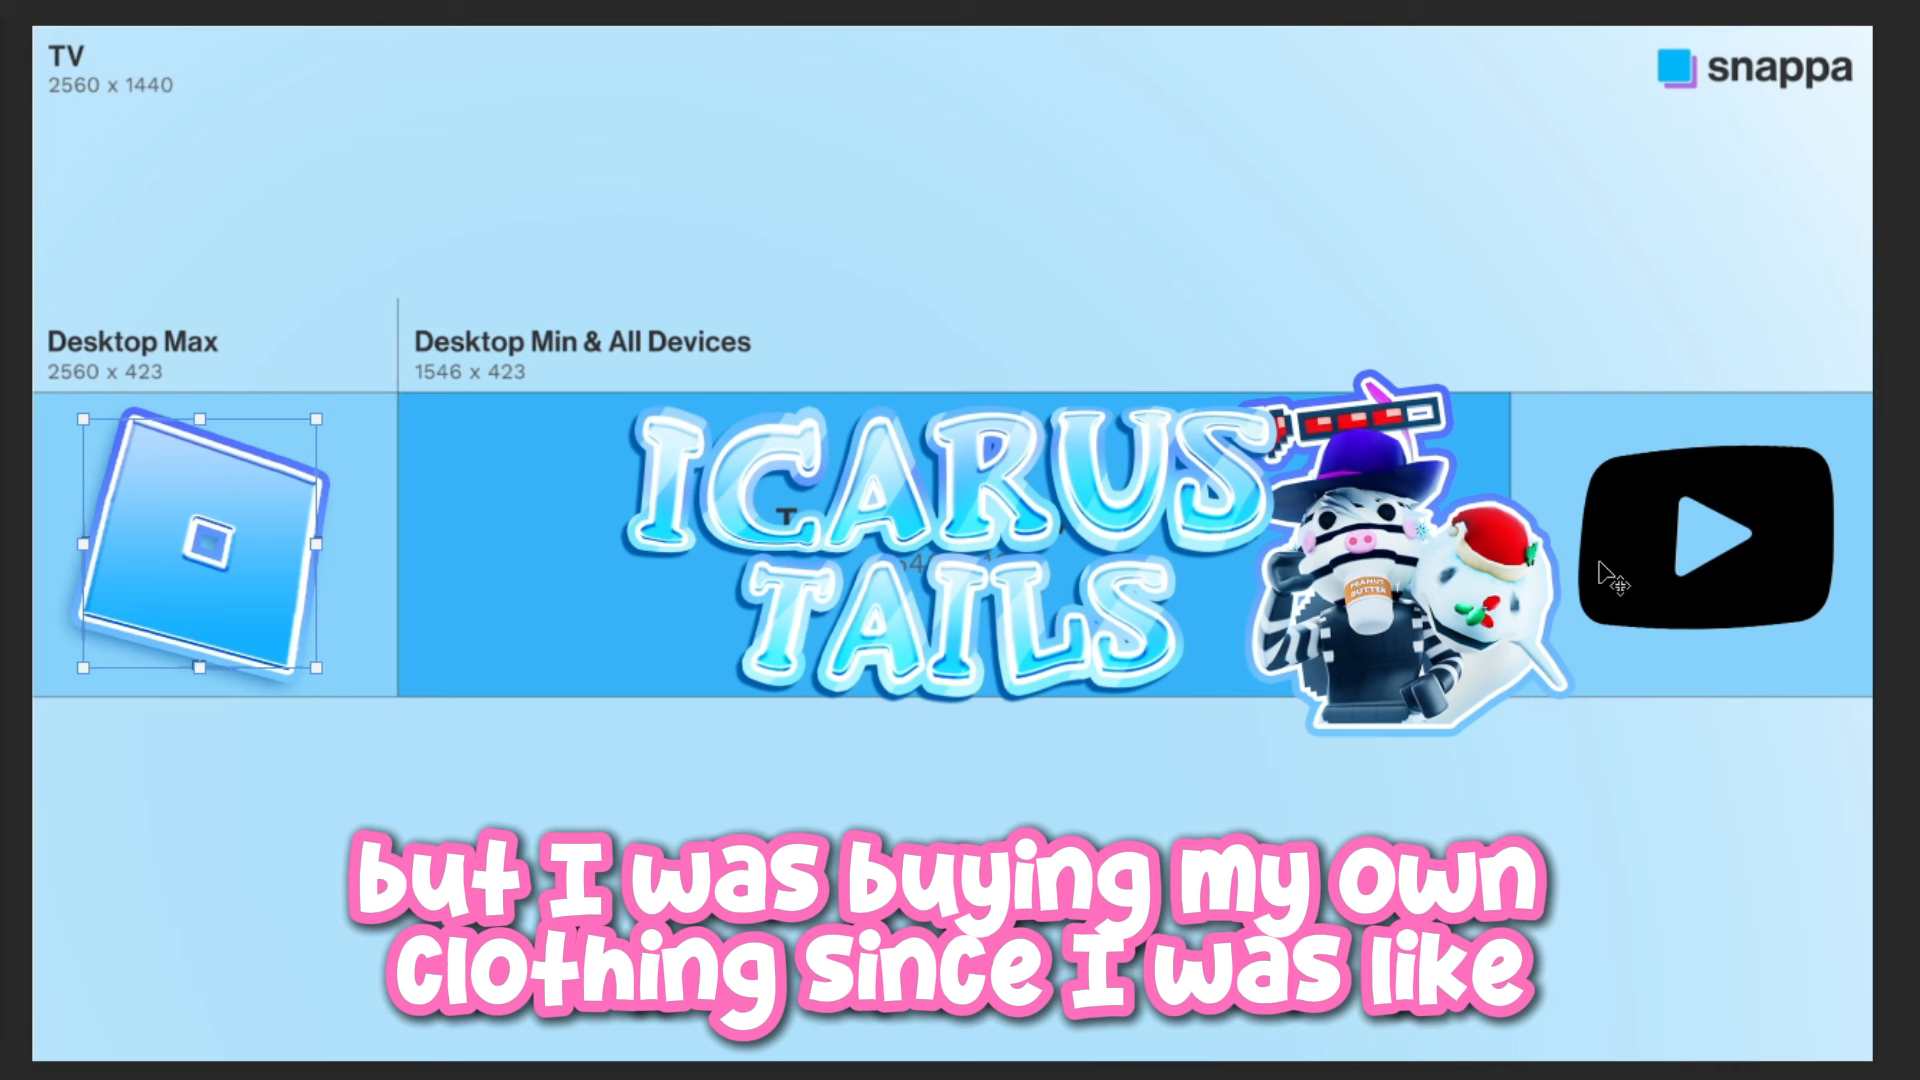 TV
2560 x 1440
snappa
Desktop Max
2560 x 423
Desktop Min & All Devices
1546 x 423
ICARUS
TAILS
PEANUT
BUTTER
but I was buying my own
clothing since I was like